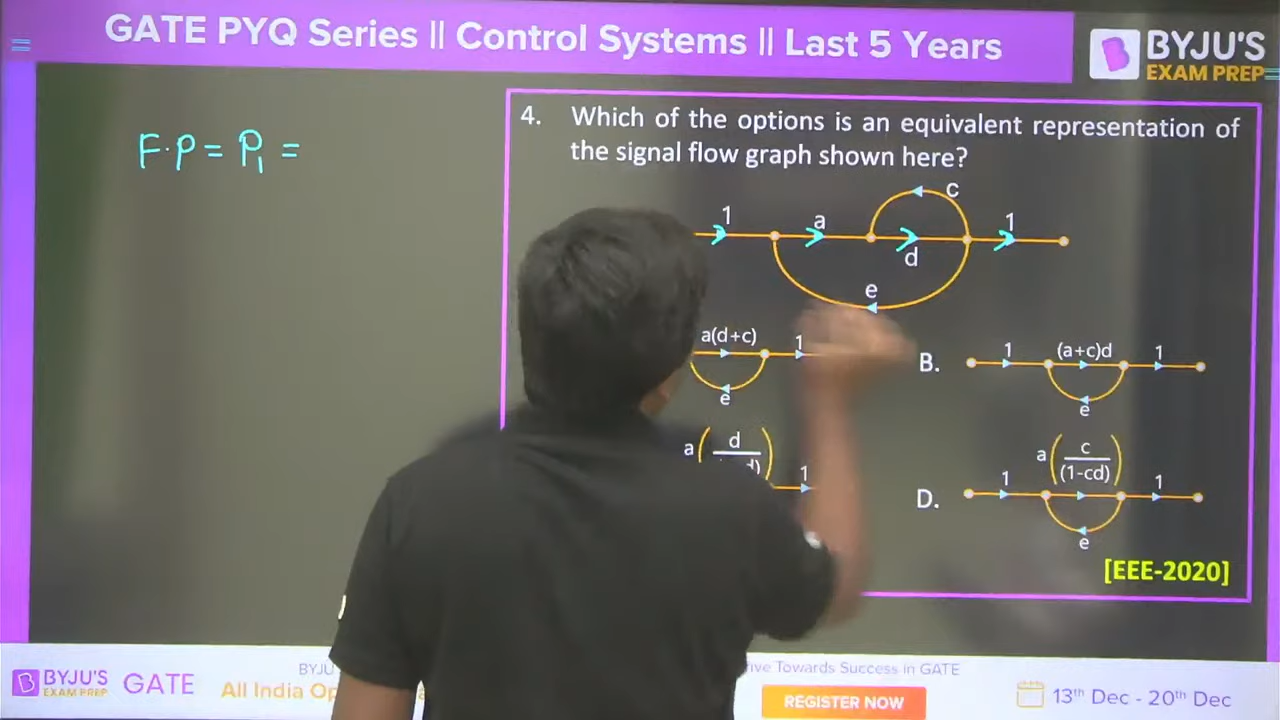 GATE PYQ Series || Control Systems || Last 5 Years
BYJU'S
EXAM PREP
F.P = P₁ =
4. Which of the options is an equivalent representation of
the signal flow graph shown here?
c
1 a 1
d
e
a(d+c) 1
e
B. 1 (a+c)d 1
e
a ( d
d) ) 1
D. 1 a ( c
(1-cd) ) 1
e
[EEE-2020]
BYJU'S
EXAM PREP
GATE
BYJU
All India
Towards Success in GATE
REGISTER NOW
13th Dec - 20th Dec